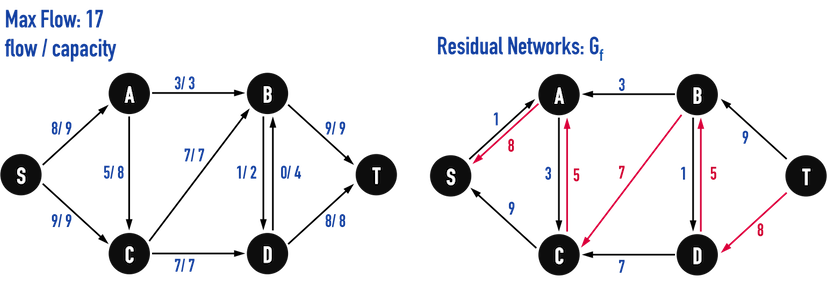 Max Flow: 17
flow / capacity
Residual Networks: Gf
A
3/ 3
B
8/ 9
5/ 8
7/ 7
1/ 2
0/ 4
9/ 9
S
T
9/ 9
8/ 8
C
7/ 7
D
A
3
B
1
8
9
3
5
7
1
5
S
T
9
8
C
7
D